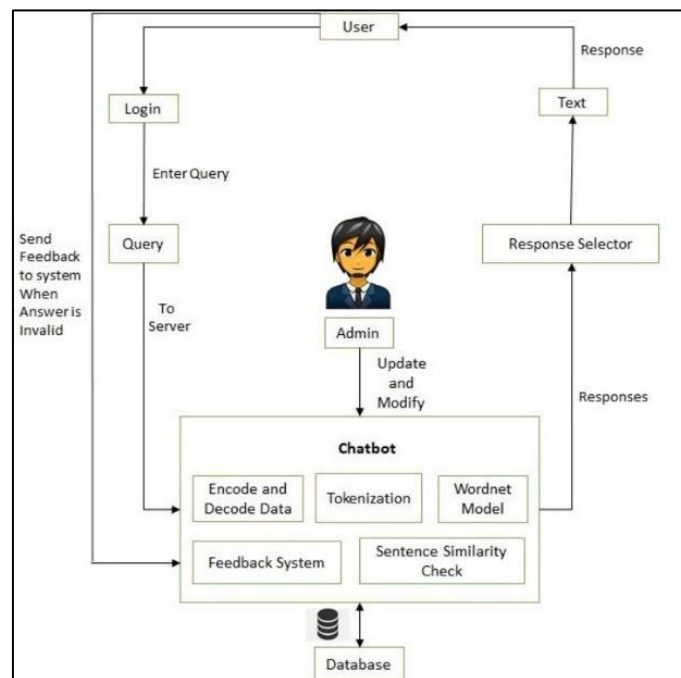 User
Response
Login
Text
Enter Query
Send
Feedback
to system
When
Answer is
Invalid
Query
Response Selector
To
Server
Admin
Update
and
Modify
Responses
Chatbot
Encode and
Decode Data
Tokenization
Wordnet
Model
Feedback System
Sentence Similarity
Check
Database